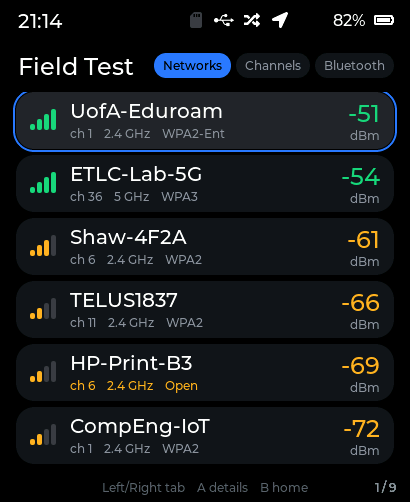 21:14 82%
Field Test Networks Channels Bluetooth
UofA-Eduroam -51
ch 1 2.4 GHz WPA2-Ent dBm
ETLC-Lab-5G -54
ch 36 5 GHz WPA3 dBm
Shaw-4F2A -61
ch 6 2.4 GHz WPA2 dBm
TELUS1837 -66
ch 11 2.4 GHz WPA2 dBm
HP-Print-B3 -69
ch 6 2.4 GHz Open dBm
CompEng-IoT -72
ch 1 2.4 GHz WPA2 dBm
Left/Right tab A details B home 1/9